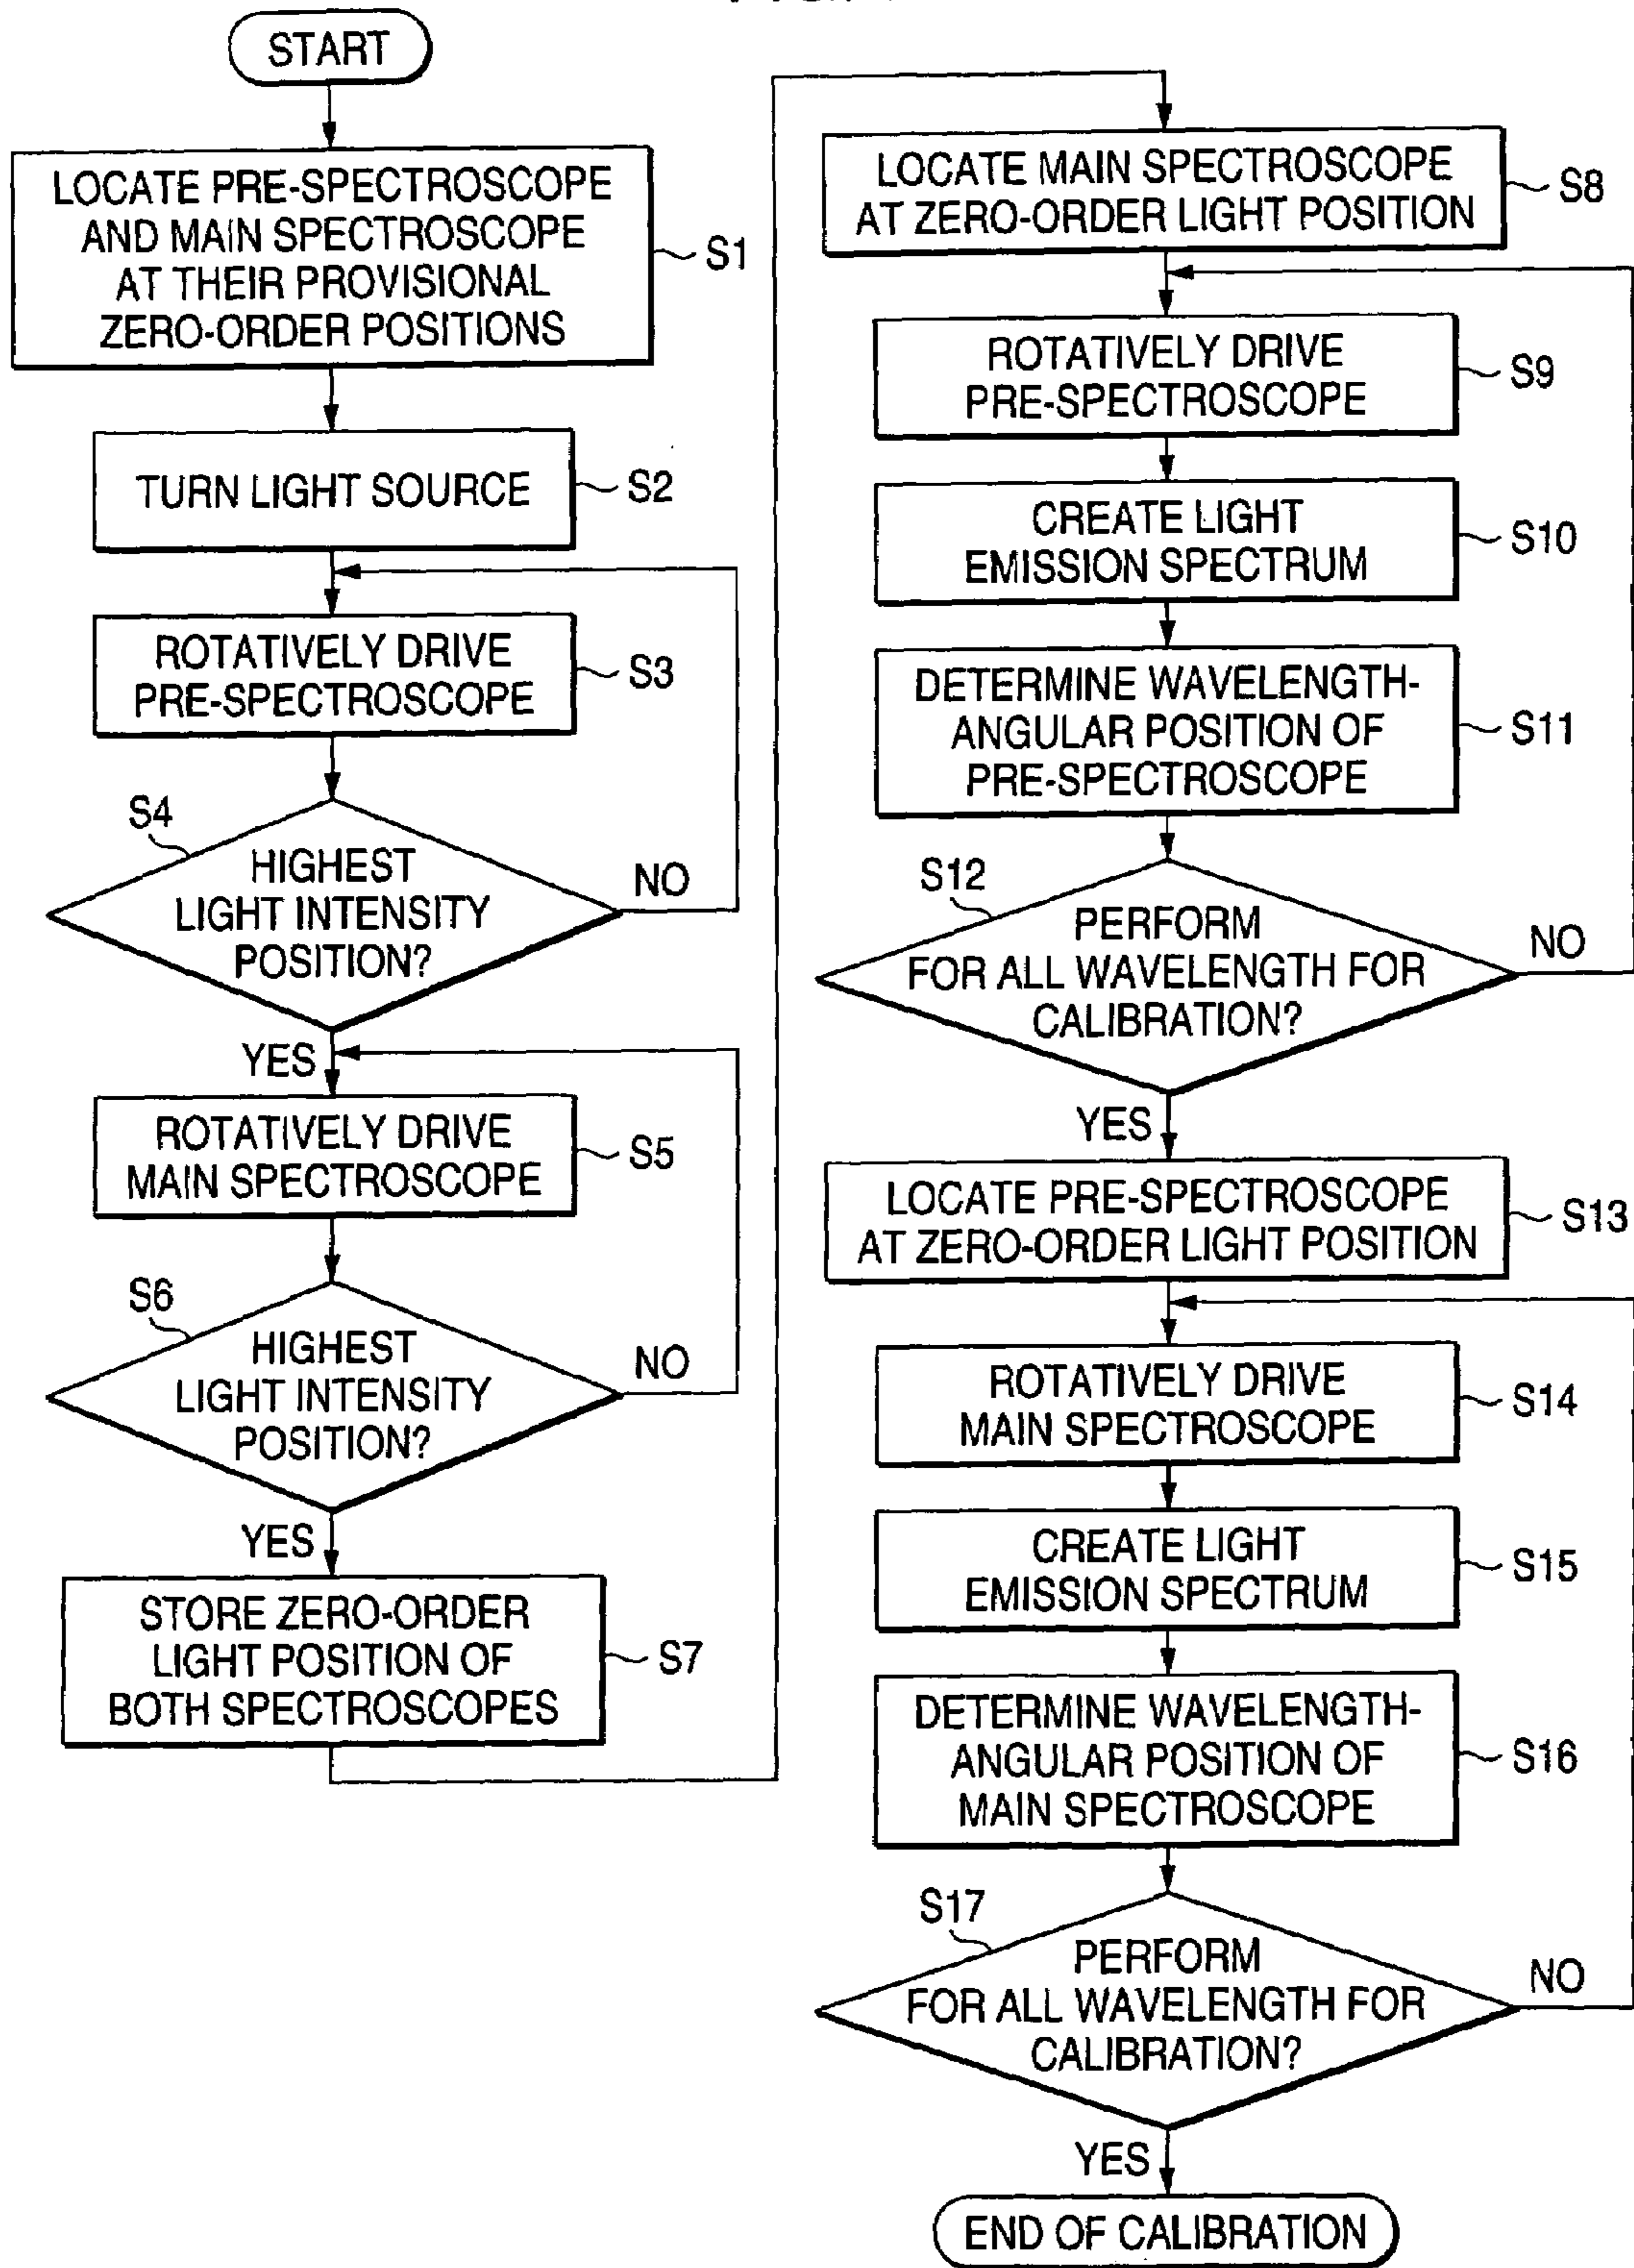 START
LOCATE PRE-SPECTROSCOPE
AND MAIN SPECTROSCOPE
AT THEIR PROVISIONAL
ZERO-ORDER POSITIONS
S1
TURN LIGHT SOURCE
S2
ROTATIVELY DRIVE
PRE-SPECTROSCOPE
S3
S4
HIGHEST
LIGHT INTENSITY
POSITION?
NO
YES
ROTATIVELY DRIVE
MAIN SPECTROSCOPE
S5
S6
HIGHEST
LIGHT INTENSITY
POSITION?
NO
YES
STORE ZERO-ORDER
LIGHT POSITION OF
BOTH SPECTROSCOPES
S7
LOCATE MAIN SPECTROSCOPE
AT ZERO-ORDER LIGHT POSITION
S8
ROTATIVELY DRIVE
PRE-SPECTROSCOPE
S9
CREATE LIGHT
EMISSION SPECTRUM
S10
DETERMINE WAVELENGTH-
ANGULAR POSITION OF
PRE-SPECTROSCOPE
S11
S12
PERFORM
FOR ALL WAVELENGTH FOR
CALIBRATION?
NO
YES
LOCATE PRE-SPECTROSCOPE
AT ZERO-ORDER LIGHT POSITION
S13
ROTATIVELY DRIVE
MAIN SPECTROSCOPE
S14
CREATE LIGHT
EMISSION SPECTRUM
S15
DETERMINE WAVELENGTH-
ANGULAR POSITION OF
MAIN SPECTROSCOPE
S16
S17
PERFORM
FOR ALL WAVELENGTH FOR
CALIBRATION?
NO
YES
END OF CALIBRATION